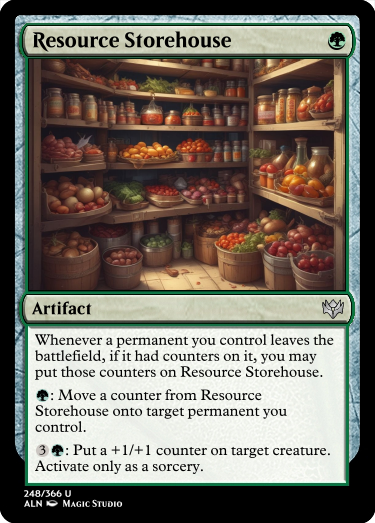 Resource Storehouse
Artifact
Whenever a permanent you control leaves the
battlefield, if it had counters on it, you may
put those counters on Resource Storehouse.
: Move a counter from Resource
Storehouse onto target permanent you
control.
3 : Put a +1/+1 counter on target creature.
Activate only as a sorcery.
248/366 U
ALN Magic Studio